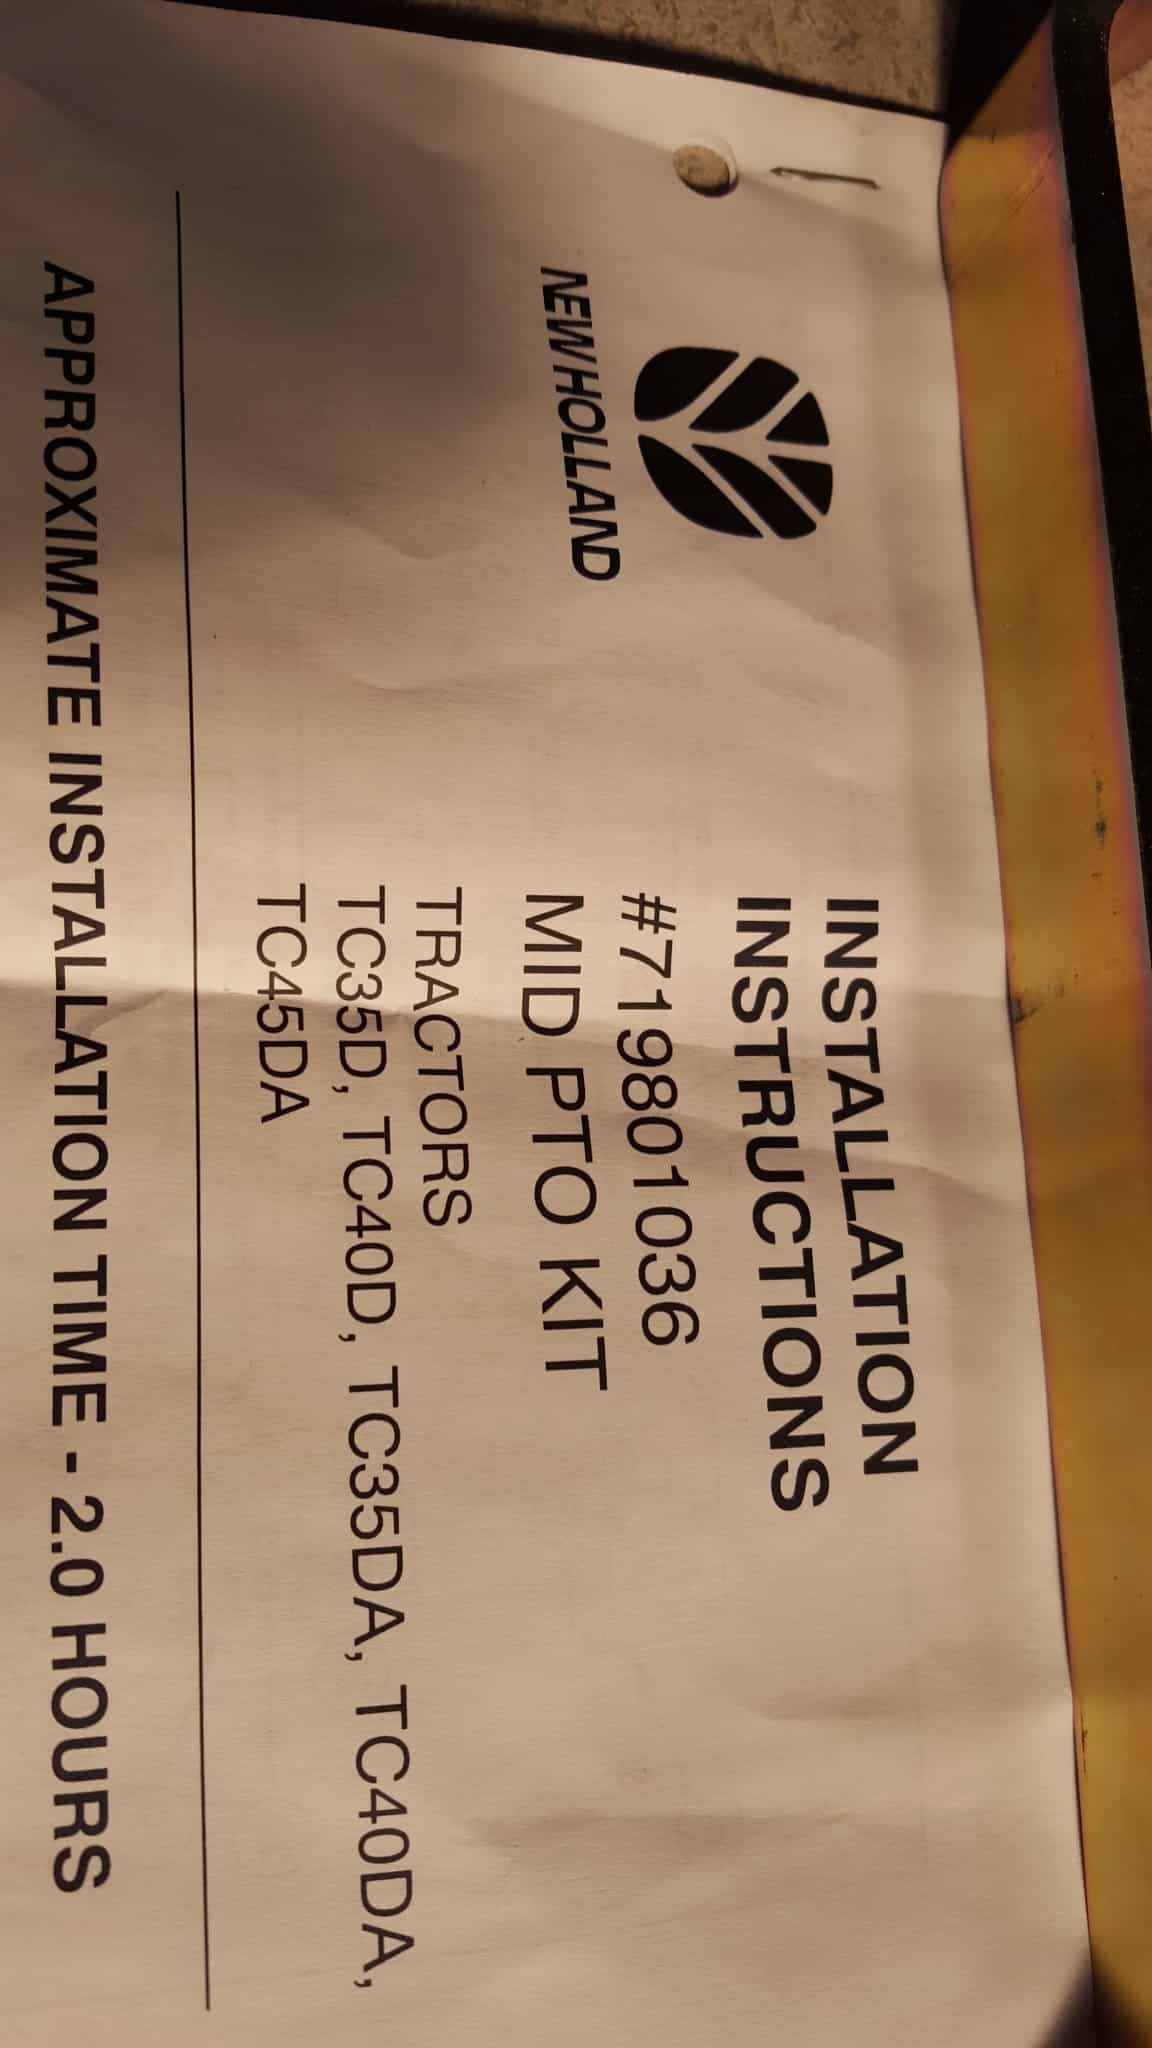 NEW HOLLAND
INSTALLATION
INSTRUCTIONS
#719801036
MID PTO KIT
TRACTORS
TC35D, TC40D, TC35DA, TC40DA,
TC45DA
APPROXIMATE INSTALLATION TIME - 2.0 HOURS